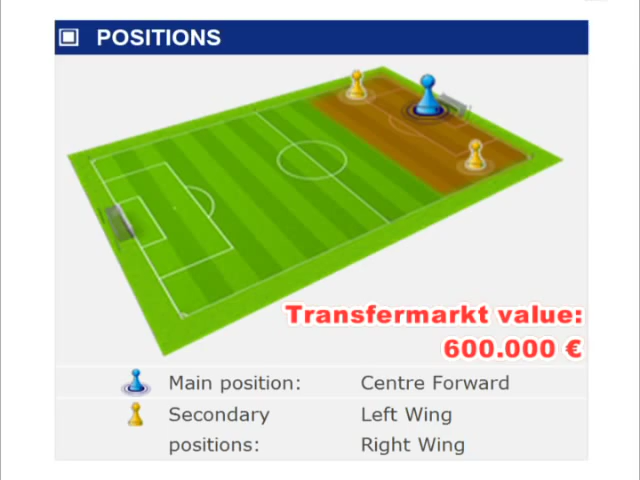 POSITIONS
Transfermarkt value:
600.000 €
Main position: Centre Forward
Secondary Left Wing
positions: Right Wing